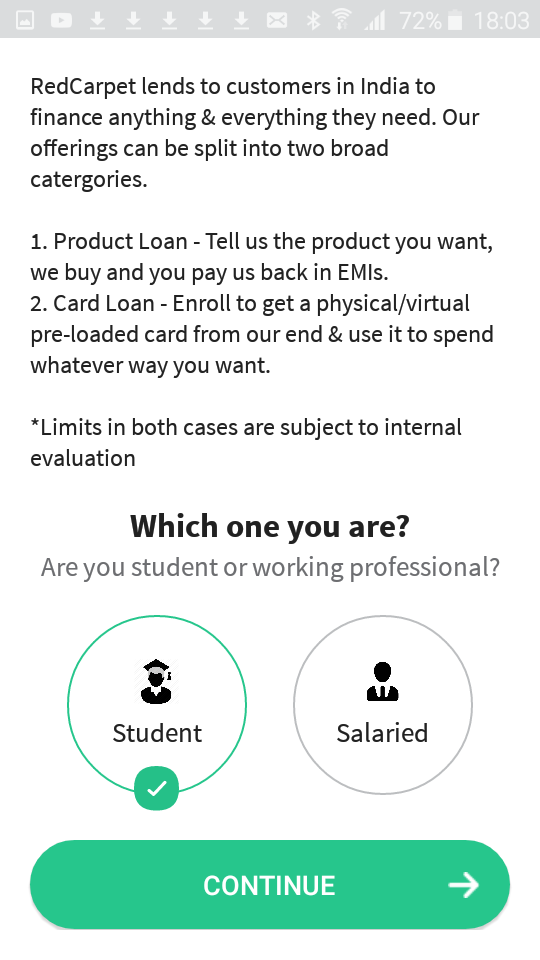 72% 18:03
RedCarpet lends to customers in India to
finance anything & everything they need. Our
offerings can be split into two broad
catergories.
1. Product Loan - Tell us the product you want,
we buy and you pay us back in EMIs.
2. Card Loan - Enroll to get a physical/virtual
pre-loaded card from our end & use it to spend
whatever way you want.
*Limits in both cases are subject to internal
evaluation
Which one you are?
Are you student or working professional?
Student Salaried
CONTINUE